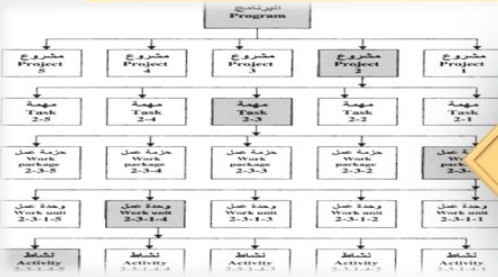 البرنامج
Program
مشروع مشروع مشروع مشروع مشروع
Project Project Project Project Project
5 4 3 2 1
مهمة مهمة مهمة مهمة مهمة
Task Task Task Task Task
2-5 2-4 2-3 2-2 2-1
حزمة عمل حزمة عمل حزمة عمل حزمة عمل عمل
Work Work Work Work
package package package package
2-3-5 2-3-4 2-3-3 2-3-2
وحدة عمل وحدة عمل وحدة عمل وحدة عمل وحدة عمل
Work unit Work unit Work unit Work unit Work unit
2-3-1-5 2-3-1-4 2-3-1-3 2-3-1-2 2-3-1-1
نشاط نشاط نشاط نشاط نشاط
Activity Activity Activity Activity Activity